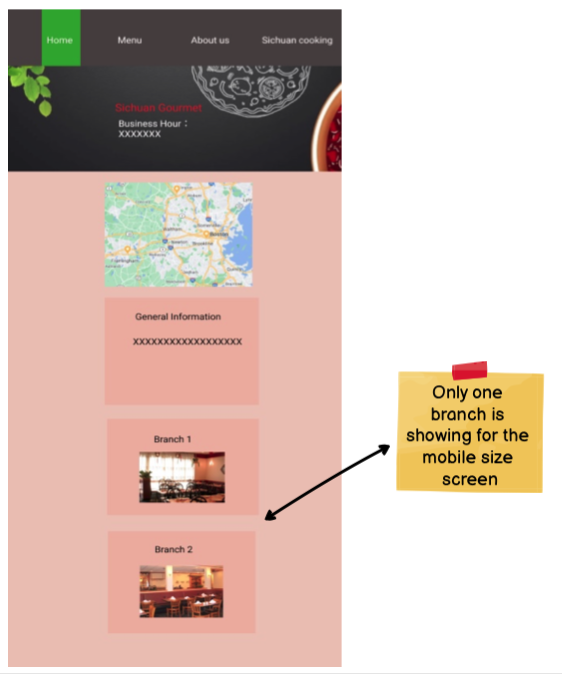 Home Menu About us Sichuan cooking
Sichuan Gourmet
Business Hour：
XXXXXXX
General Information
XXXXXXXXXXXXXXXXXXX
Branch 1
Branch 2
Only one
branch is
showing for the
mobile size
screen